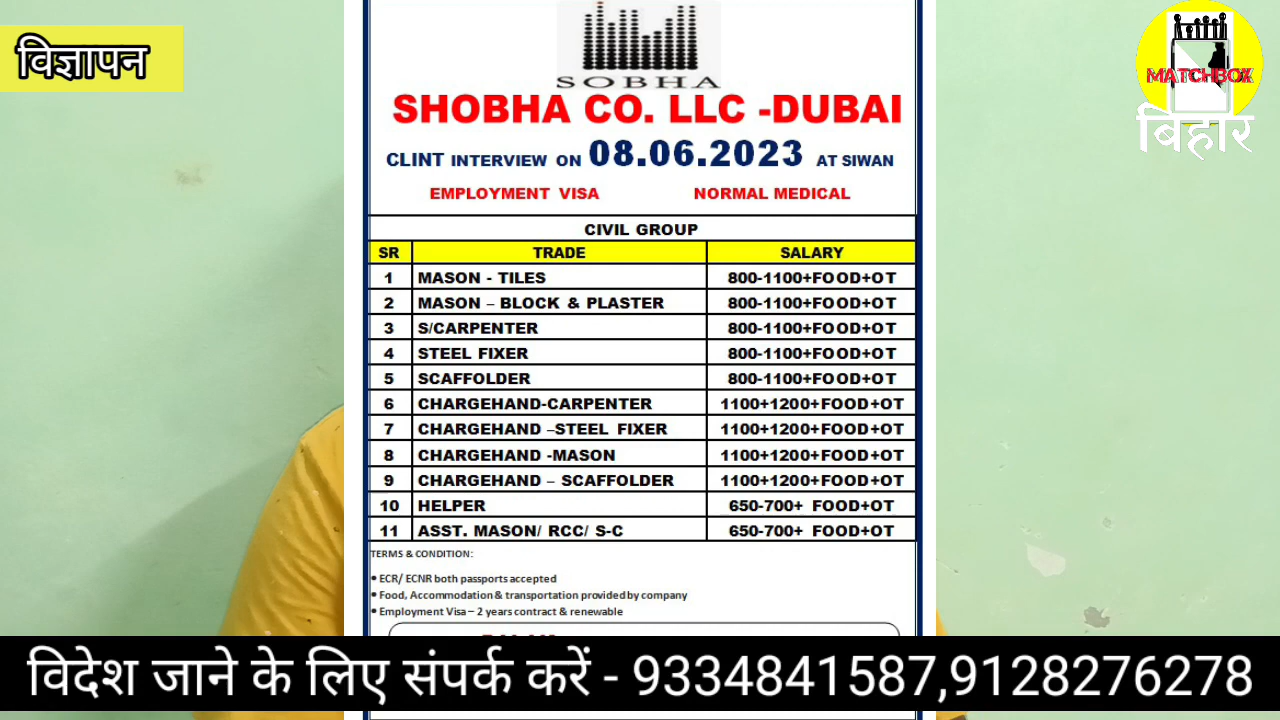 विज्ञापन
SOBHA
MATCHBOX
बिहार
SHOBHA CO. LLC -DUBAI
CLINT INTERVIEW ON 08.06.2023 AT SIWAN
EMPLOYMENT VISA NORMAL MEDICAL
CIVIL GROUP
SR TRADE SALARY
1 MASON - TILES 800-1100+FOOD+OT
2 MASON – BLOCK & PLASTER 800-1100+FOOD+OT
3 S/CARPENTER 800-1100+FOOD+OT
4 STEEL FIXER 800-1100+FOOD+OT
5 SCAFFOLDER 800-1100+FOOD+OT
6 CHARGEHAND-CARPENTER 1100+1200+FOOD+OT
7 CHARGEHAND –STEEL FIXER 1100+1200+FOOD+OT
8 CHARGEHAND -MASON 1100+1200+FOOD+OT
9 CHARGEHAND – SCAFFOLDER 1100+1200+FOOD+OT
10 HELPER 650-700+ FOOD+OT
11 ASST. MASON/ RCC/ S-C 650-700+ FOOD+OT
TERMS & CONDITION:
• ECR/ ECNR both passports accepted
• Food, Accommodation & transportation provided by company
• Employment Visa – 2 years contract & renewable
विदेश जाने के लिए संपर्क करें - 9334841587,9128276278